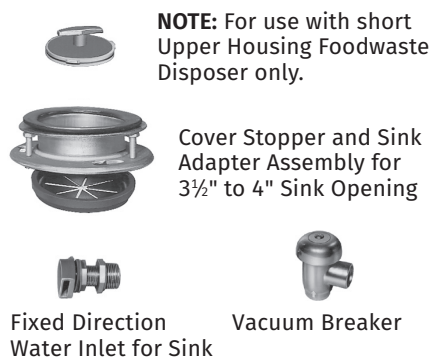 NOTE: For use with short
Upper Housing Foodwaste
Disposer only.
Cover Stopper and Sink
Adapter Assembly for
3½" to 4" Sink Opening
Fixed Direction
Water Inlet for Sink
Vacuum Breaker